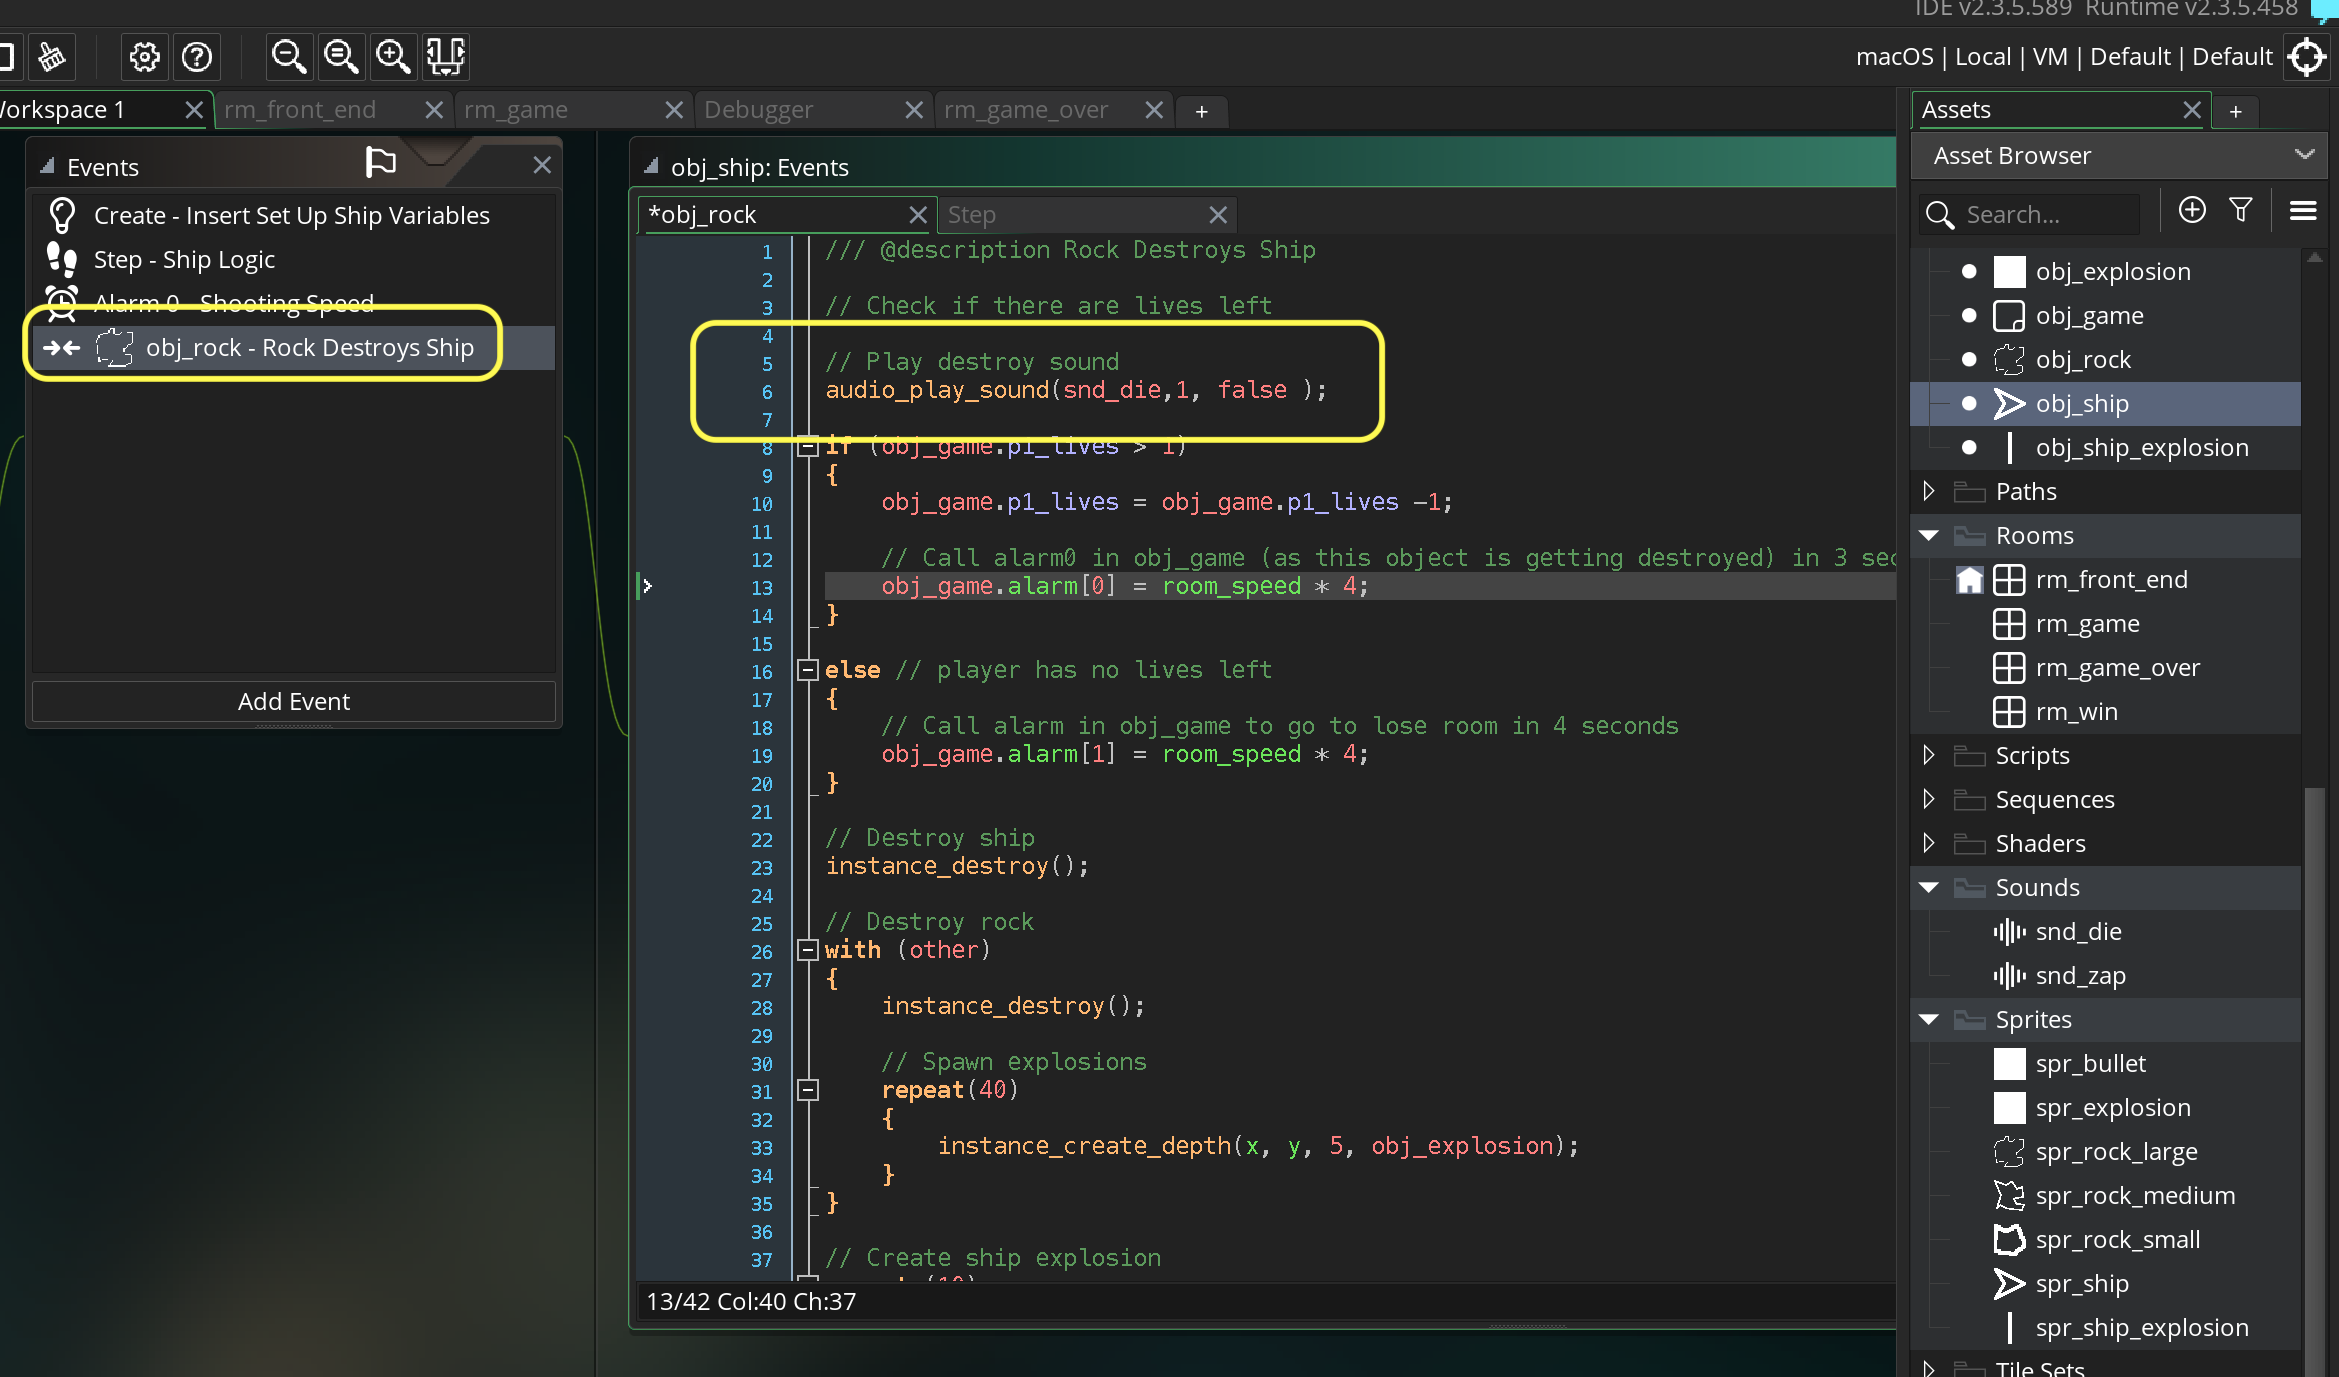 IDE v2.3.5.589 Runtime v2.3.5.458
macOS | Local | VM | Default | Default
Workspace 1
rm_front_end
rm_game
Debugger
rm_game_over
+
Events
Create - Insert Set Up Ship Variables
Step - Ship Logic
Alarm 0 - Shooting Speed
obj_rock - Rock Destroys Ship
Add Event
obj_ship: Events
*obj_rock
Step
1 /// @description Rock Destroys Ship
2
3 // Check if there are lives left
4
5 // Play destroy sound
6 audio_play_sound(snd_die,1, false );
7
8 if (obj_game.p1_lives > 1)
9 {
10 obj_game.p1_lives = obj_game.p1_lives -1;
11
12 // Call alarm0 in obj_game (as this object is getting destroyed) in 3 sec
13 obj_game.alarm[0] = room_speed * 4;
14 }
15
16 else // player has no lives left
17 {
18 // Call alarm in obj_game to go to lose room in 4 seconds
19 obj_game.alarm[1] = room_speed * 4;
20 }
21
22 // Destroy ship
23 instance_destroy();
24
25 // Destroy rock
26 with (other)
27 {
28 instance_destroy();
29
30 // Spawn explosions
31 repeat(40)
32 {
33 instance_create_depth(x, y, 5, obj_explosion);
34 }
35 }
36
37 // Create ship explosion
13/42 Col:40 Ch:37
Assets
+
Asset Browser
Search...
obj_explosion
obj_game
obj_rock
obj_ship
obj_ship_explosion
Paths
Rooms
rm_front_end
rm_game
rm_game_over
rm_win
Scripts
Sequences
Shaders
Sounds
snd_die
snd_zap
Sprites
spr_bullet
spr_explosion
spr_rock_large
spr_rock_medium
spr_rock_small
spr_ship
spr_ship_explosion
Tile Sets